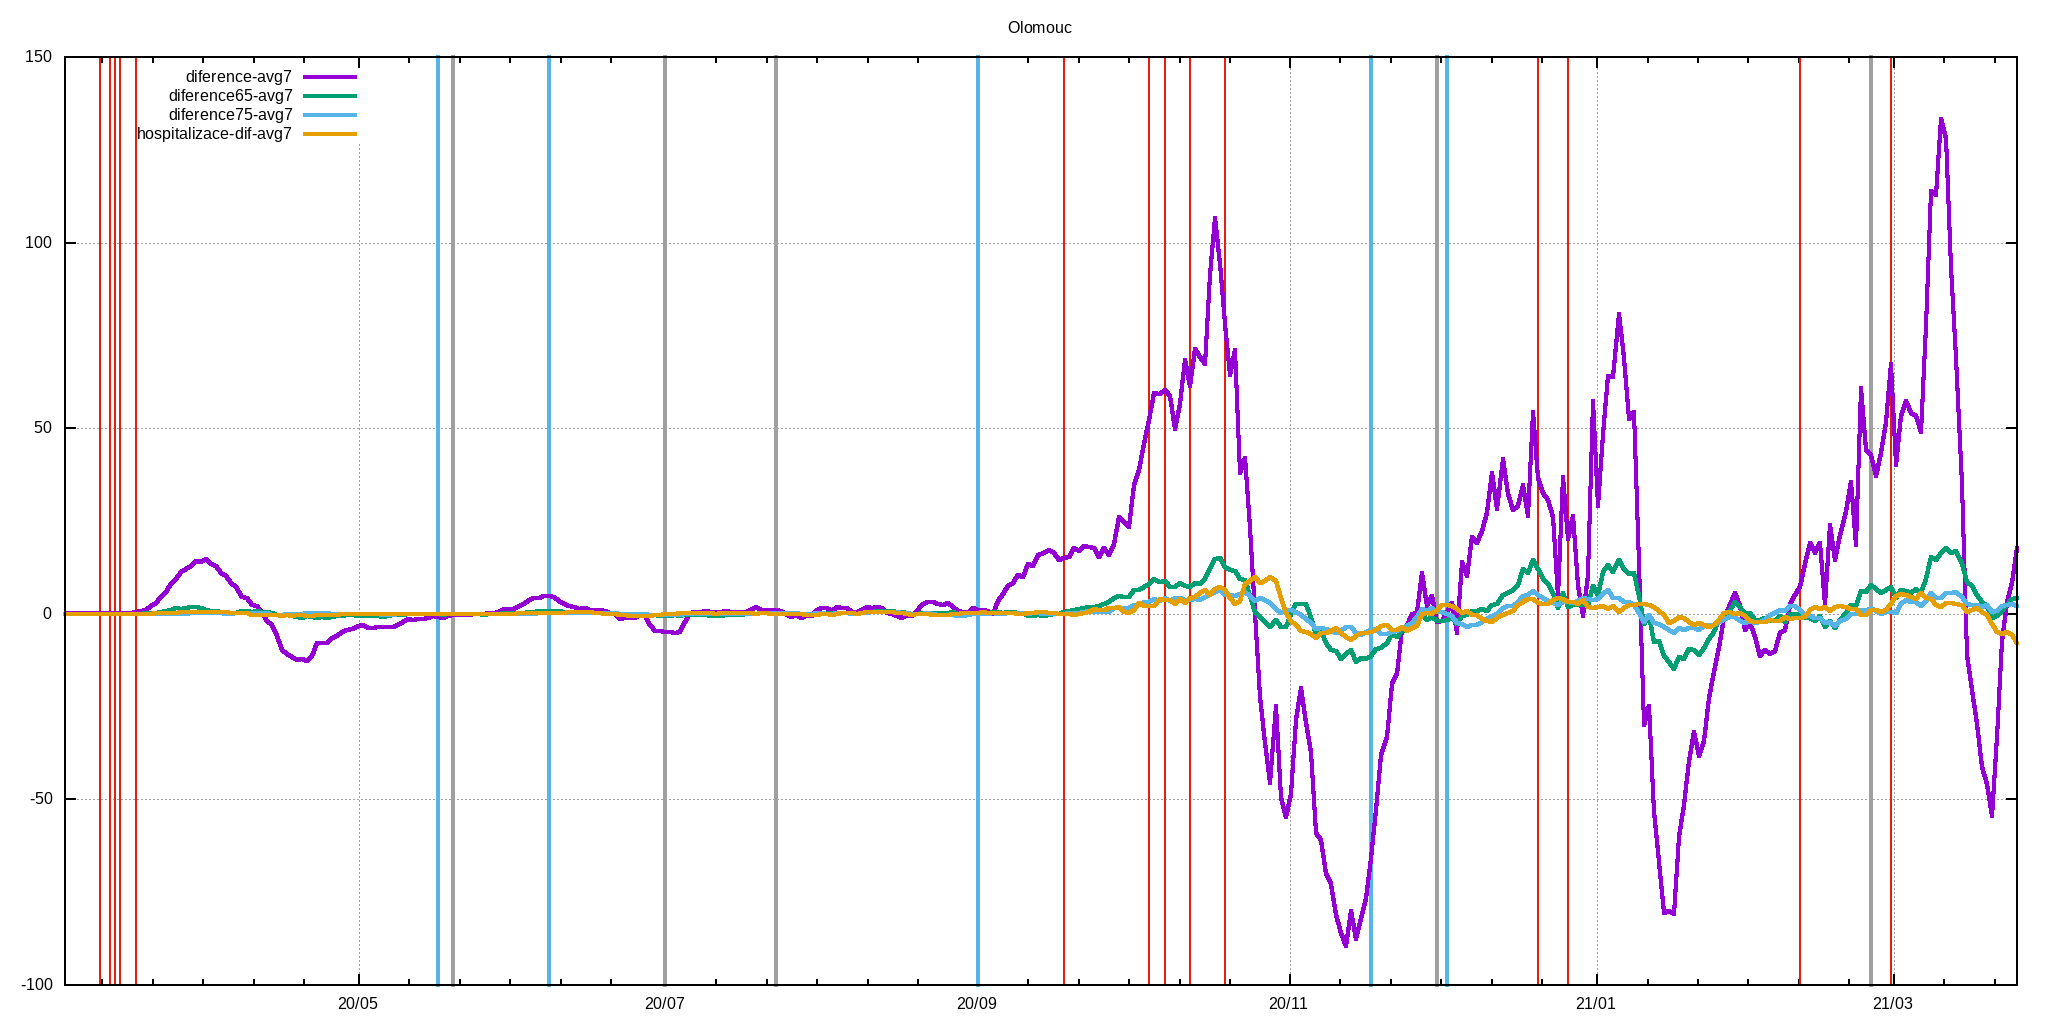 Olomouc
150
diference-avg7
diference65-avg7
diference75-avg7
hospitalizace-dif-avg7
100
50
0
-50
-100
20/05 20/07 20/09 20/11 21/01 21/03